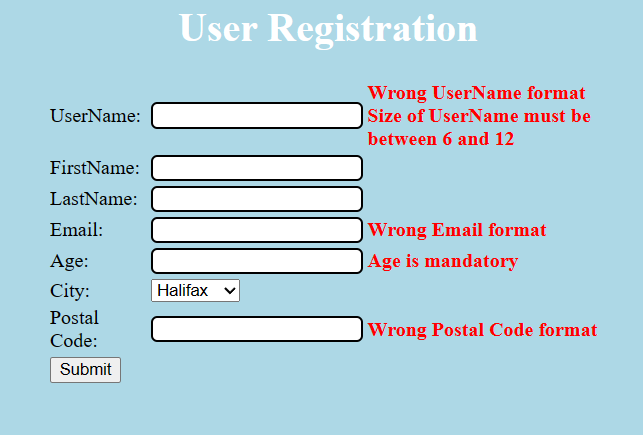 User Registration
Wrong UserName format
UserName: Size of UserName must be
between 6 and 12
FirstName:
LastName:
Email: Wrong Email format
Age: Age is mandatory
City: Halifax
Postal
Code: Wrong Postal Code format
Submit